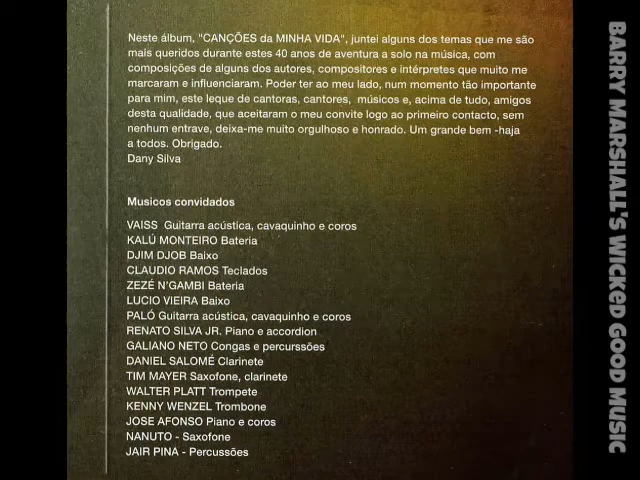 Neste álbum, "CANÇÕES da MINHA VIDA", juntei alguns dos temas que me são
mais queridos durante estes 40 anos de aventura a solo na música, com
composições de alguns dos autores, compositores e intérpretes que muito me
marcaram e influenciaram. Poder ter ao meu lado, num momento tão importante
para mim, este leque de cantoras, cantores, músicos e, acima de tudo, amigos
desta qualidade, que aceitaram o meu convite logo ao primeiro contacto, sem
nenhum entrave, deixa-me muito orgulhoso e honrado. Um grande bem -haja
a todos. Obrigado.
Dany Silva
Musicos convidados
VAISS Guitarra acústica, cavaquinho e coros
KALÚ MONTEIRO Bateria
DJIM DJOB Baixo
CLAUDIO RAMOS Teclados
ZEZÉ N'GAMBI Bateria
LUCIO VIEIRA Baixo
PALÓ Guitarra acústica, cavaquinho e coros
RENATO SILVA JR. Piano e accordion
GALIANO NETO Congas e percurssões
DANIEL SALOMÉ Clarinete
TIM MAYER Saxofone, clarinete
WALTER PLATT Trompete
KENNY WENZEL Trombone
JOSE AFONSO Piano e coros
NANUTO - Saxofone
JAIR PINA - Percussões
BARRY MARSHALL'S WICKED GOOD MUSIC